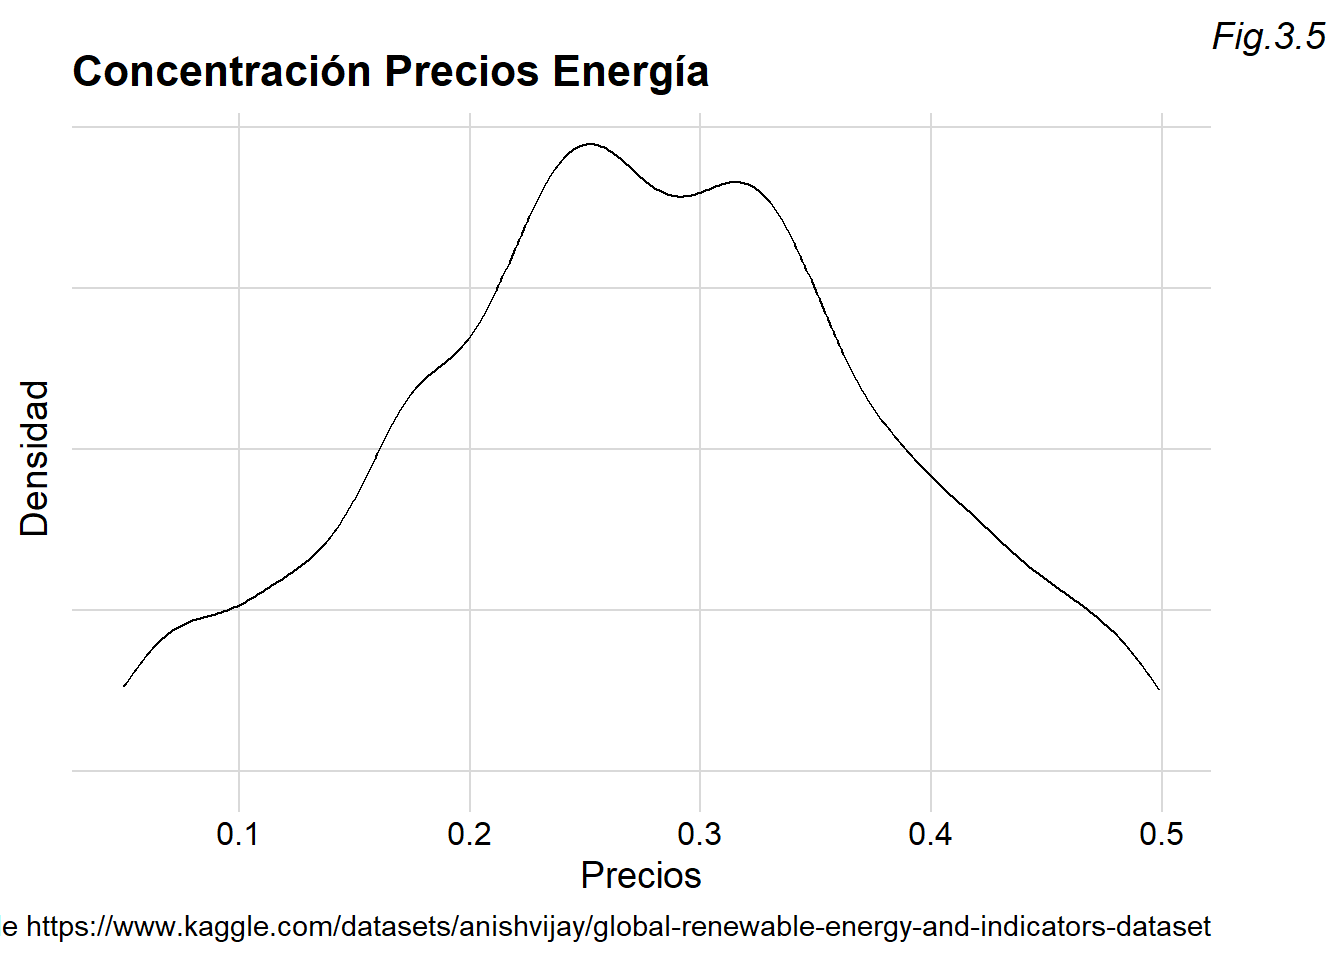 Fig.3.5
Concentración Precios Energía
Densidad
0.1 0.2 0.3 0.4 0.5
Precios
https://www.kaggle.com/datasets/anishvijay/global-renewable-energy-and-indicators-dataset